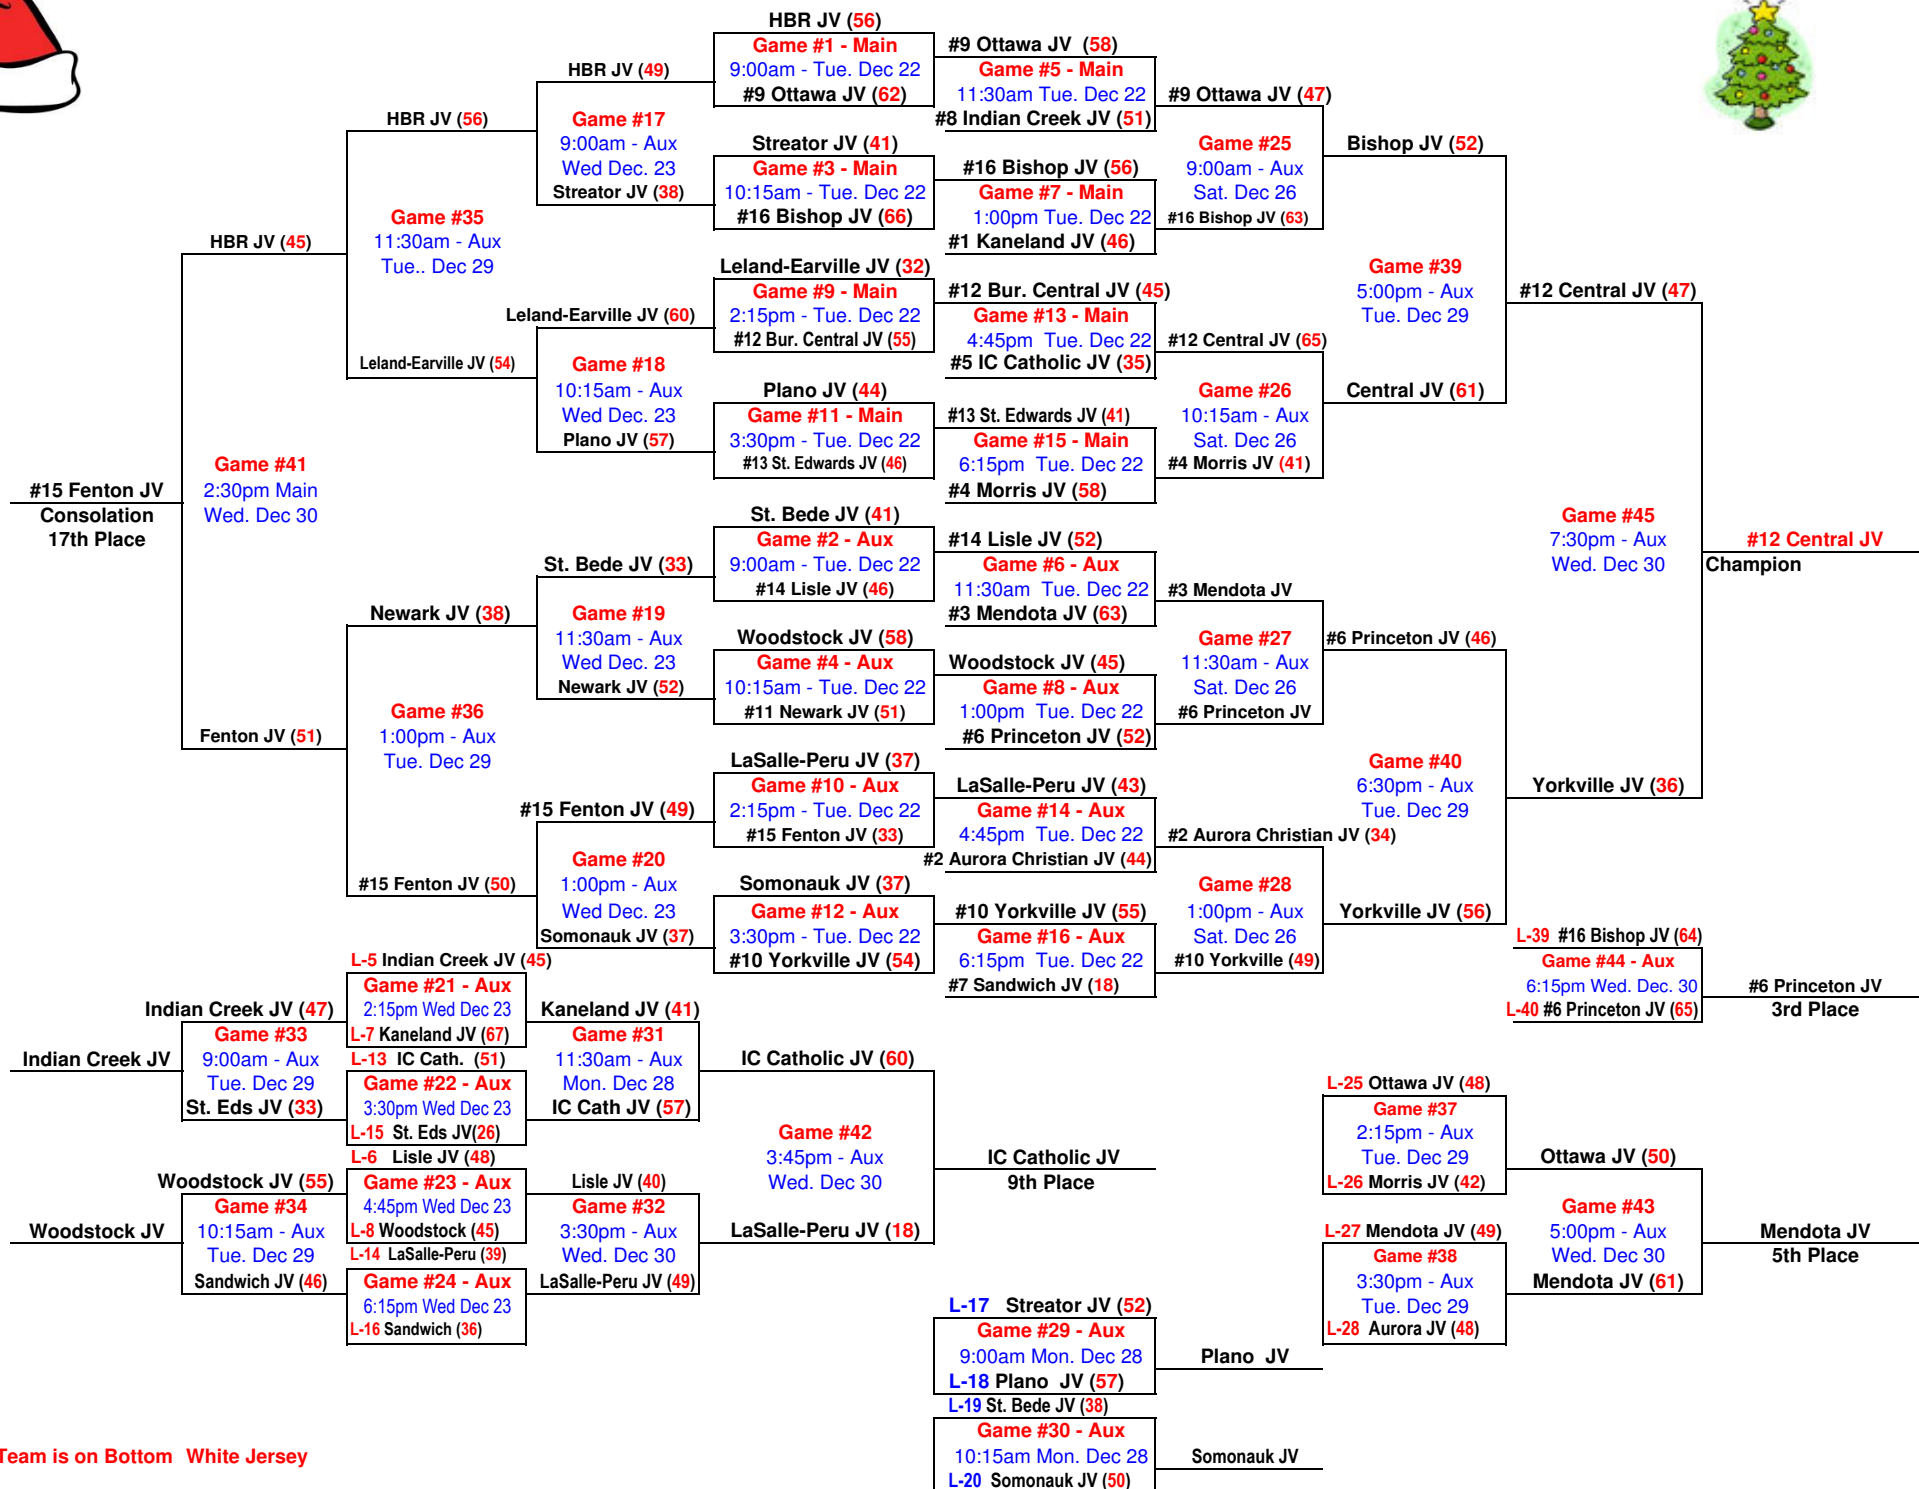 HBR JV (56)
Game #1 - Main
9:00am - Tue. Dec 22
#9 Ottawa JV (62)
#9 Ottawa JV (58)
Game #5 - Main
11:30am Tue. Dec 22
#8 Indian Creek JV (51)
HBR JV (49)
Game #17
9:00am - Aux
Wed Dec. 23
Streator JV (38)
HBR JV (56)
#9 Ottawa JV (47)
Game #25
9:00am - Aux
Sat. Dec 26
#16 Bishop JV (63)
Bishop JV (52)
Streator JV (41)
Game #3 - Main
10:15am - Tue. Dec 22
#16 Bishop JV (66)
#16 Bishop JV (56)
Game #7 - Main
1:00pm Tue. Dec 22
#1 Kaneland JV (46)
HBR JV (45)
Game #35
11:30am - Aux
Tue.. Dec 29
Leland-Earville JV (54)
Leland-Earville JV (32)
Game #9 - Main
2:15pm - Tue. Dec 22
#12 Bur. Central JV (55)
#12 Bur. Central JV (45)
Game #13 - Main
4:45pm Tue. Dec 22
#5 IC Catholic JV (35)
Game #39
5:00pm - Aux
Tue. Dec 29
#12 Central JV (47)
Leland-Earville JV (60)
Game #18
10:15am - Aux
Wed Dec. 23
Plano JV (57)
#12 Central JV (65)
Game #26
10:15am - Aux
Sat. Dec 26
#4 Morris JV (41)
Central JV (61)
Plano JV (44)
Game #11 - Main
3:30pm - Tue. Dec 22
#13 St. Edwards JV (46)
#13 St. Edwards JV (41)
Game #15 - Main
6:15pm Tue. Dec 22
#4 Morris JV (58)
Game #41
2:30pm Main
Wed. Dec 30
#15 Fenton JV
Consolation
17th Place
Game #45
7:30pm - Aux
Wed. Dec 30
#12 Central JV
Champion
St. Bede JV (41)
Game #2 - Aux
9:00am - Tue. Dec 22
#14 Lisle JV (46)
#14 Lisle JV (52)
Game #6 - Aux
11:30am Tue. Dec 22
#3 Mendota JV (63)
St. Bede JV (33)
Game #19
11:30am - Aux
Wed Dec. 23
Newark JV (52)
Newark JV (38)
#3 Mendota JV
Game #27
11:30am - Aux
Sat. Dec 26
#6 Princeton JV
#6 Princeton JV (46)
Woodstock JV (58)
Game #4 - Aux
10:15am - Tue. Dec 22
#11 Newark JV (51)
Woodstock JV (45)
Game #8 - Aux
1:00pm Tue. Dec 22
#6 Princeton JV (52)
Fenton JV (51)
Game #36
1:00pm - Aux
Tue. Dec 29
#15 Fenton JV (50)
LaSalle-Peru JV (37)
Game #10 - Aux
2:15pm - Tue. Dec 22
#15 Fenton JV (33)
LaSalle-Peru JV (43)
Game #14 - Aux
4:45pm Tue. Dec 22
#2 Aurora Christian JV (44)
Game #40
6:30pm - Aux
Tue. Dec 29
Yorkville JV (36)
#15 Fenton JV (49)
Game #20
1:00pm - Aux
Wed Dec. 23
Somonauk JV (37)
#2 Aurora Christian JV (34)
Game #28
1:00pm - Aux
Sat. Dec 26
#10 Yorkville (49)
Yorkville JV (56)
Somonauk JV (37)
Game #12 - Aux
3:30pm - Tue. Dec 22
#10 Yorkville JV (54)
#10 Yorkville JV (55)
Game #16 - Aux
6:15pm Tue. Dec 22
#7 Sandwich JV (18)
L-39 #16 Bishop JV (64)
Game #44 - Aux
6:15pm Wed. Dec. 30
L-40 #6 Princeton JV (65)
#6 Princeton JV
3rd Place
L-5 Indian Creek JV (45)
Game #21 - Aux
2:15pm Wed Dec 23
L-7 Kaneland JV (67)
Indian Creek JV (47)
Game #33
9:00am - Aux
Tue. Dec 29
St. Eds JV (33)
Indian Creek JV
L-13 IC Cath. (51)
Game #22 - Aux
3:30pm Wed Dec 23
L-15 St. Eds JV(26)
Kaneland JV (41)
Game #31
11:30am - Aux
Mon. Dec 28
IC Cath JV (57)
IC Catholic JV (60)
Game #42
3:45pm - Aux
Wed. Dec 30
LaSalle-Peru JV (18)
IC Catholic JV
9th Place
L-6 Lisle JV (48)
Game #23 - Aux
4:45pm Wed Dec 23
L-8 Woodstock (45)
Woodstock JV (55)
Game #34
10:15am - Aux
Tue. Dec 29
Sandwich JV (46)
Woodstock JV
L-14 LaSalle-Peru (39)
Game #24 - Aux
6:15pm Wed Dec 23
L-16 Sandwich (36)
Lisle JV (40)
Game #32
3:30pm - Aux
Wed. Dec 30
LaSalle-Peru JV (49)
L-25 Ottawa JV (48)
Game #37
2:15pm - Aux
Tue. Dec 29
L-26 Morris JV (42)
Ottawa JV (50)
Game #43
5:00pm - Aux
Wed. Dec 30
Mendota JV (61)
Mendota JV
5th Place
L-27 Mendota JV (49)
Game #38
3:30pm - Aux
Tue. Dec 29
L-28 Aurora JV (48)
L-17 Streator JV (52)
Game #29 - Aux
9:00am Mon. Dec 28
L-18 Plano JV (57)
Plano JV
L-19 St. Bede JV (38)
Game #30 - Aux
10:15am Mon. Dec 28
L-20 Somonauk JV (50)
Somonauk JV
Team is on Bottom White Jersey